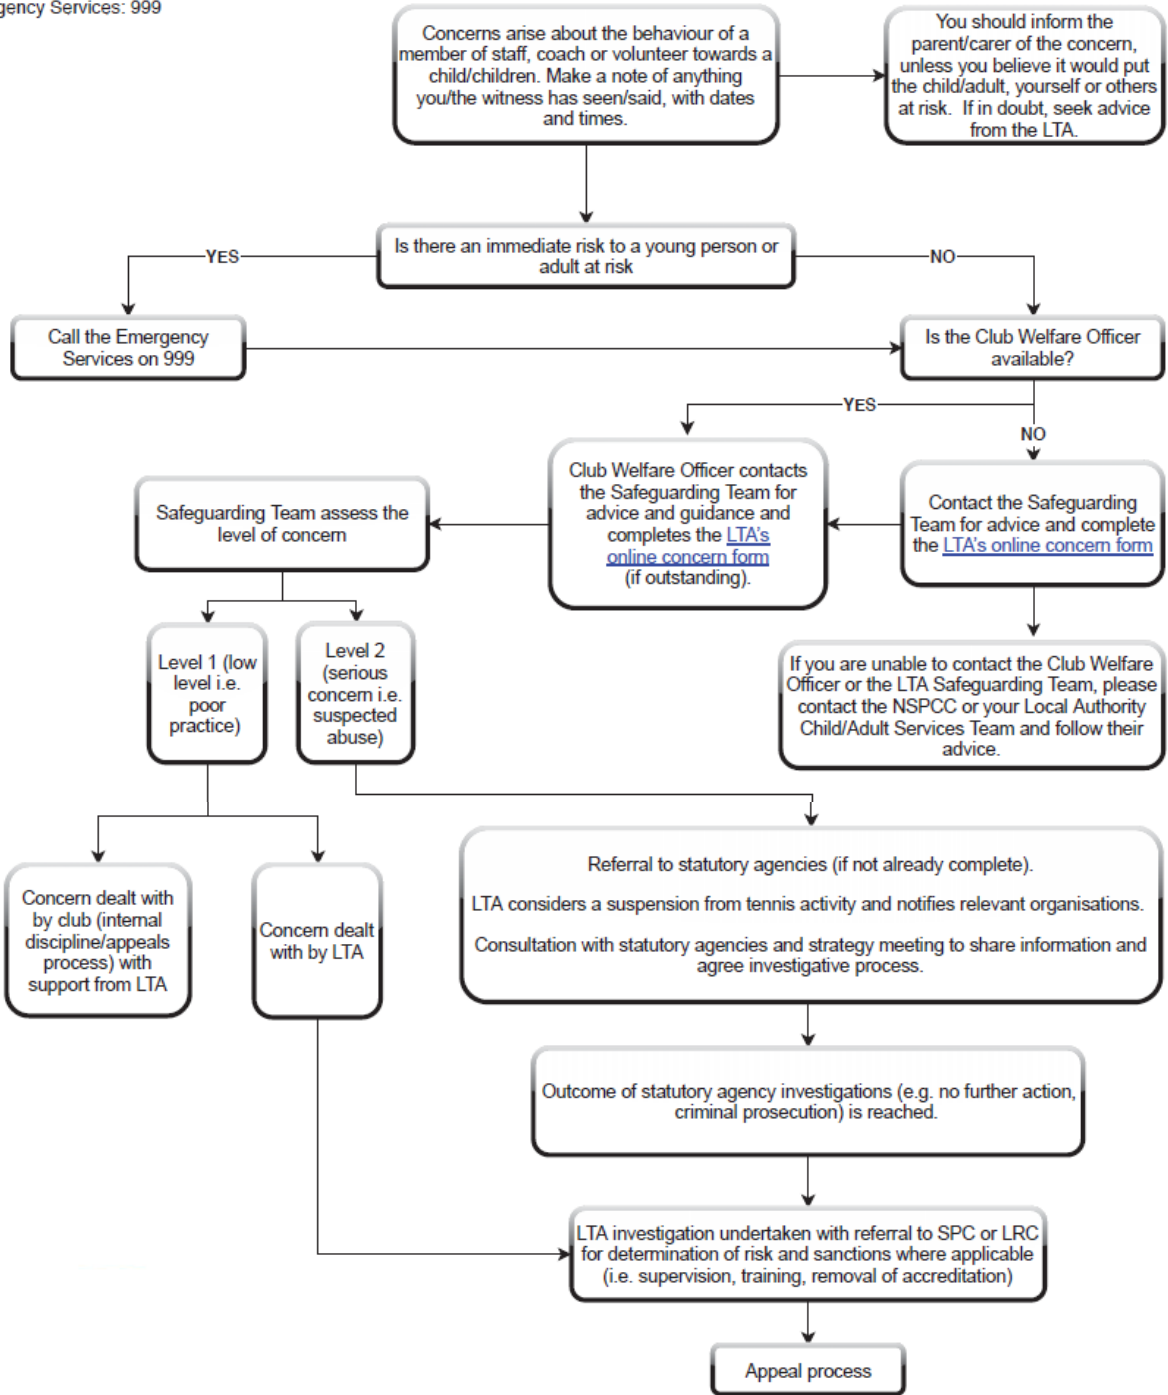 gency Services: 999
Concerns arise about the behaviour of a
member of staff, coach or volunteer towards a
child/children. Make a note of anything
you/the witness has seen/said, with dates
and times.
You should inform the
parent/carer of the concern,
unless you believe it would put
the child/adult, yourself or others
at risk. If in doubt, seek advice
from the LTA.
Is there an immediate risk to a young person or
adult at risk
YES
NO
Call the Emergency
Services on 999
Is the Club Welfare Officer
available?
YES
NO
Club Welfare Officer contacts
the Safeguarding Team for
advice and guidance and
completes the LTA's
online concern form
(if outstanding).
Contact the Safeguarding
Team for advice and complete
the LTA's online concern form
Safeguarding Team assess the
level of concern
Level 1 (low
level i.e.
poor
practice)
Level 2
(serious
concern i.e.
suspected
abuse)
If you are unable to contact the Club Welfare
Officer or the LTA Safeguarding Team, please
contact the NSPCC or your Local Authority
Child/Adult Services Team and follow their
advice.
Concern dealt with
by club (internal
discipline/appeals
process) with
support from LTA
Concern dealt
with by LTA
Referral to statutory agencies (if not already complete).
LTA considers a suspension from tennis activity and notifies relevant organisations.
Consultation with statutory agencies and strategy meeting to share information and
agree investigative process.
Outcome of statutory agency investigations (e.g. no further action,
criminal prosecution) is reached.
LTA investigation undertaken with referral to SPC or LRC
for determination of risk and sanctions where applicable
(i.e. supervision, training, removal of accreditation)
Appeal process